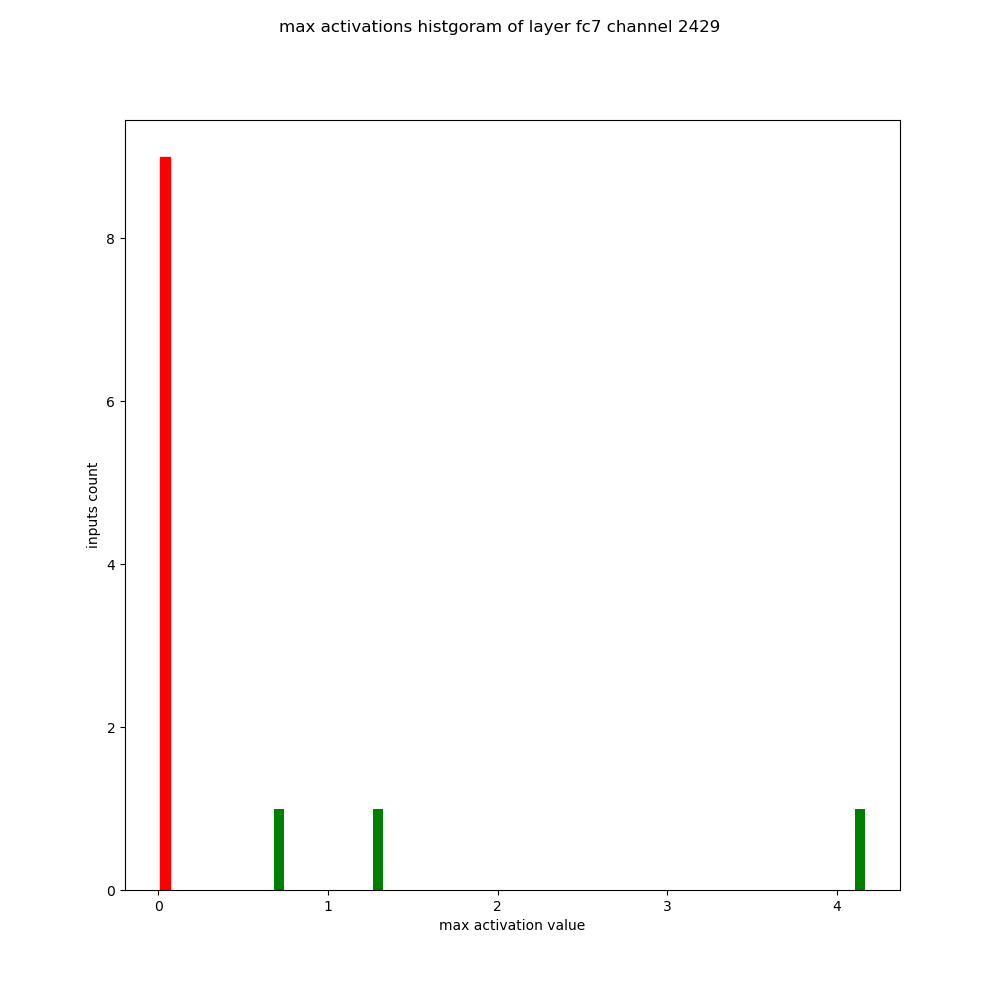 max activations histgoram of layer fc7 channel 2429
8
6
4
2
0
inputs count
0 1 2 3 4
max activation value